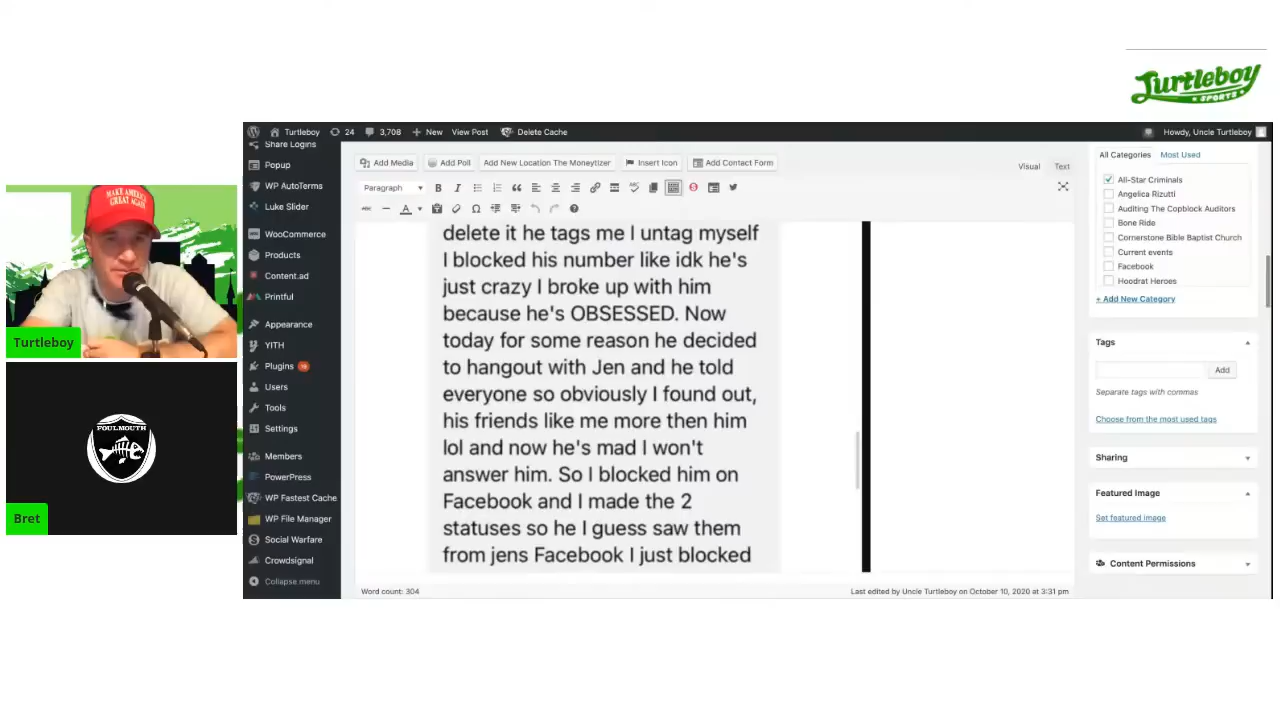 Turtleboy
SPORTS
Turtleboy
24
3,708
New
View Post
Delete Cache
Howdy, Uncle Turtleboy
Share Logins
Popup
WP AutoTerms
Luke Slider
WooCommerce
Products
Content.ad
Printful
Appearance
YITH
Plugins
Users
Tools
Settings
Members
PowerPress
WP Fastest Cache
WP File Manager
Social Warfare
Crowdsignal
Collapse menu
Add Media
Add Poll
Add New Location The Moneytizer
Insert Icon
Add Contact Form
Visual
Text
Paragraph
delete it he tags me I untag myself
I blocked his number like idk he's
just crazy I broke up with him
because he's OBSESSED. Now
today for some reason he decided
to hangout with Jen and he told
everyone so obviously I found out,
his friends like me more then him
lol and now he's mad I won't
answer him. So I blocked him on
Facebook and I made the 2
statuses so he I guess saw them
from jens Facebook I just blocked
Word count: 304
Last edited by Uncle Turtleboy on October 10, 2020 at 3:31 pm
All Categories
Most Used
All-Star Criminals
Angelica Rizutti
Auditing The Copblock Auditors
Bone Ride
Cornerstone Bible Baptist Church
Current events
Facebook
Hoodrat Heroes
+ Add New Category
Tags
Add
Separate tags with commas
Choose from the most used tags
Sharing
Featured Image
Set featured image
Content Permissions
MAKE AMERICA
GREAT AGAIN
Turtleboy
FOULMOUTH
Bret